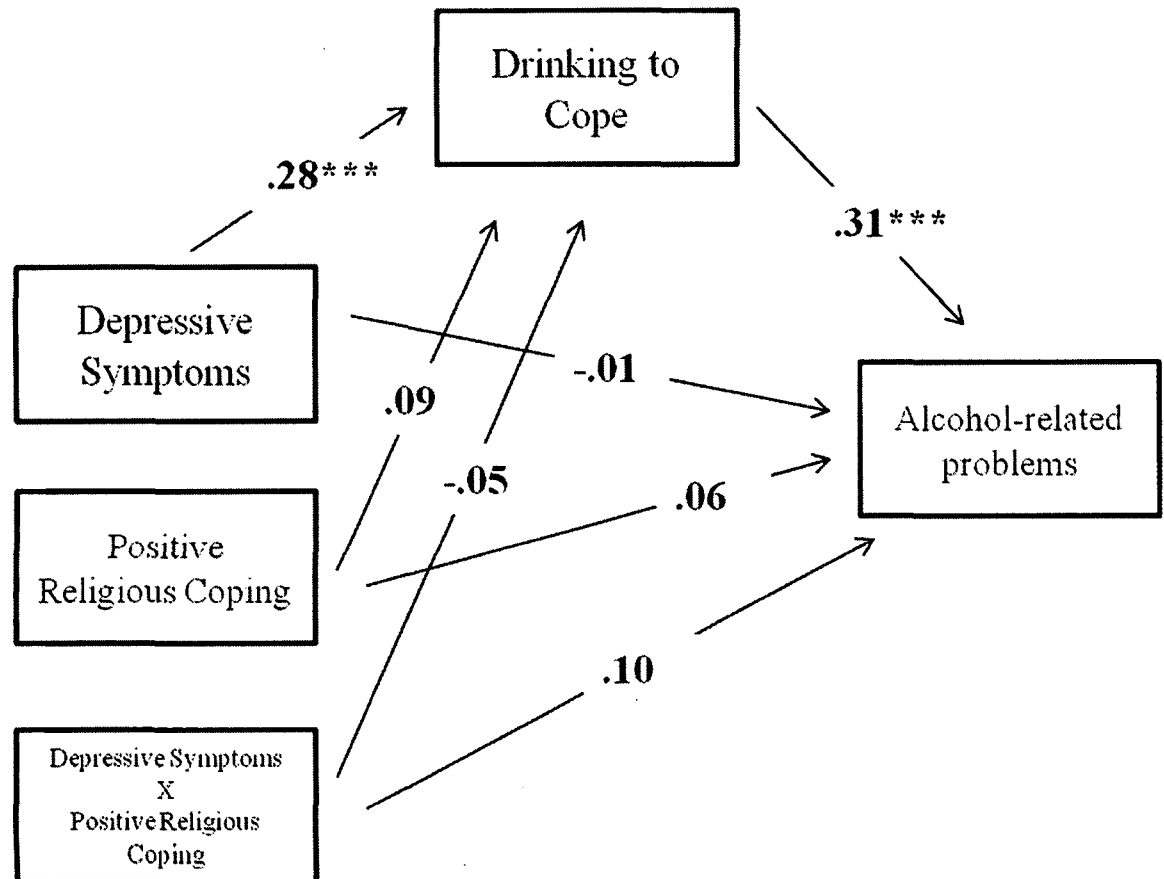 Drinking to
Cope
.28***
.31***
Depressive
Symptoms
-.01
.09
Alcohol-related
problems
-.05
.06
Positive
Religious Coping
.10
Depressive Symptoms
X
Positive Religious
Coping